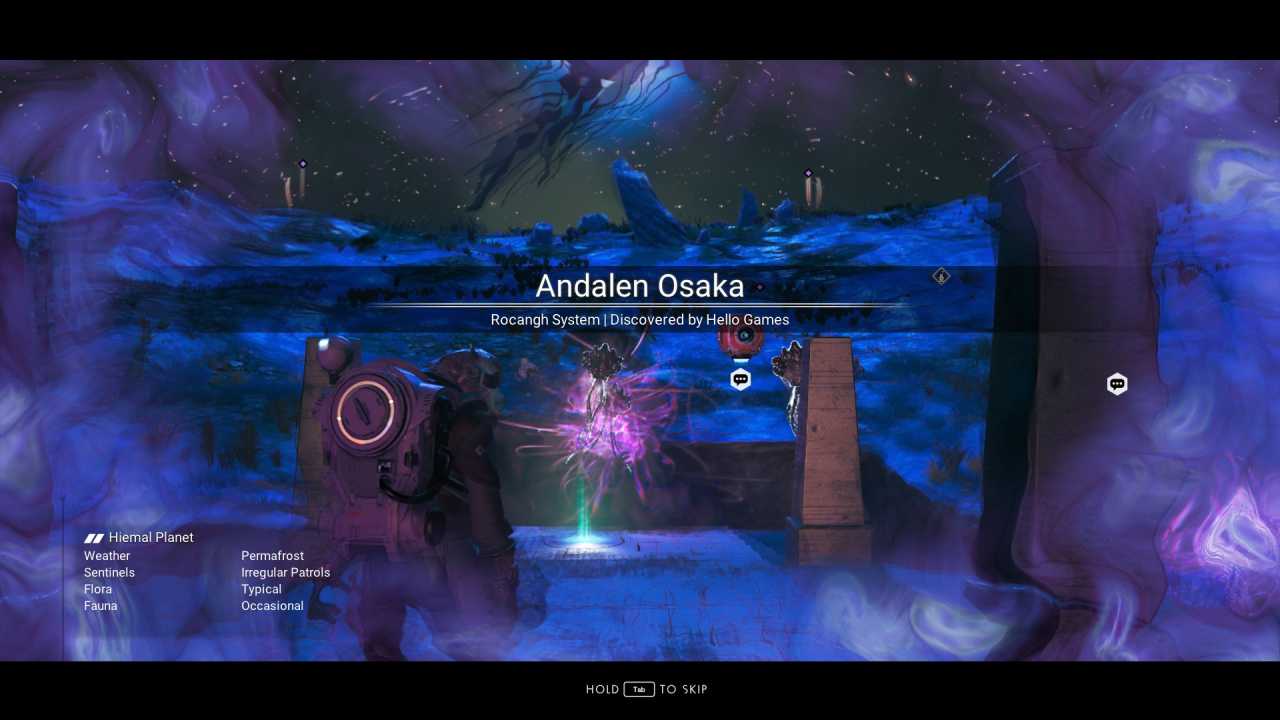 Andalen Osaka
Rocangh System | Discovered by Hello Games
Hiemal Planet
Weather Permafrost
Sentinels Irregular Patrols
Flora Typical
Fauna Occasional
HOLD Tab TO SKIP